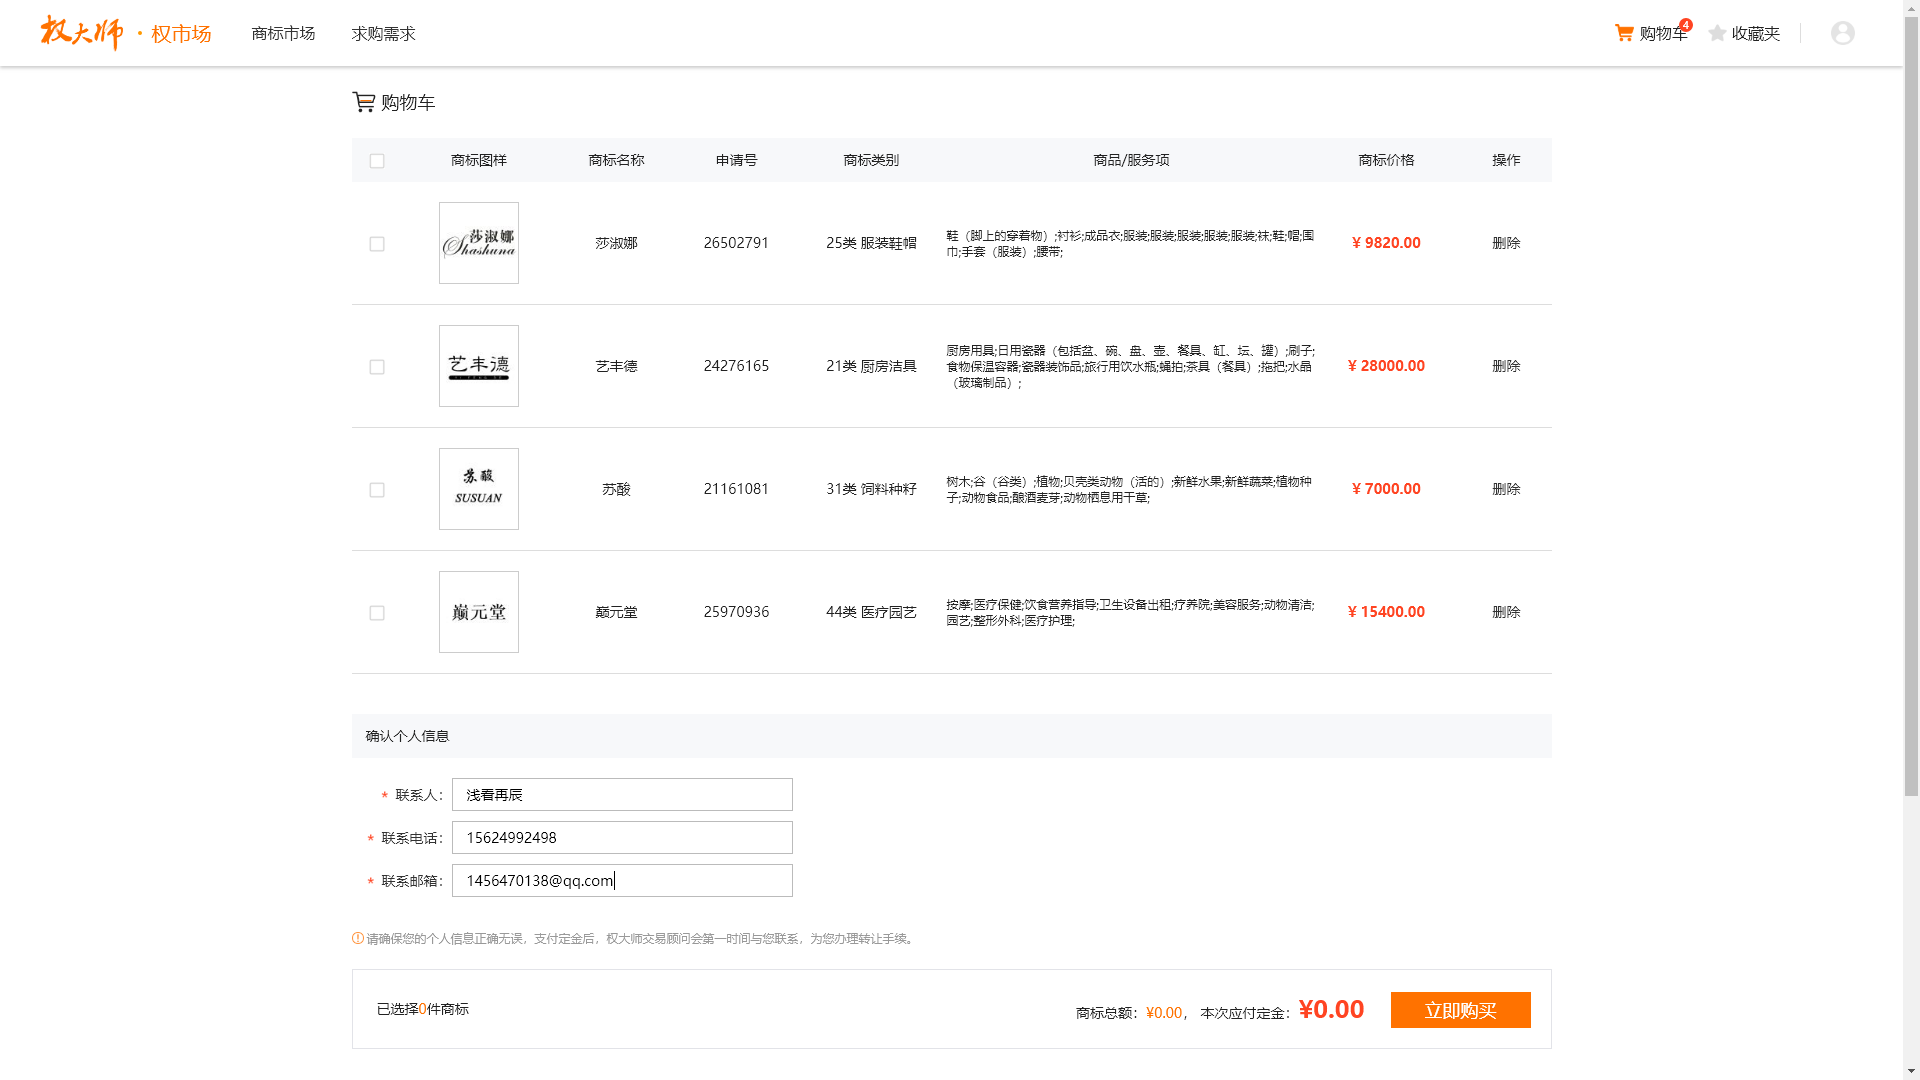 权大师 · 权市场 商标市场 求购需求 购物车 4 收藏夹
购物车
商标图样 商标名称 申请号 商标类别 商品/服务项 商标价格 操作
莎淑娜
Shashuna
莎淑娜 26502791 25类 服装鞋帽
鞋（脚上的穿着物）;衬衫;成品衣;服装;服装;服装;服装;服装;袜;鞋;帽;围
巾;手套（服装）;腰带;
¥ 9820.00 删除
艺丰德
艺丰德 24276165 21类 厨房洁具
厨房用具;日用瓷器（包括盆、碗、盘、壶、餐具、缸、坛、罐）;刷子;
食物保温容器;瓷器装饰品;旅行用饮水瓶;蝇拍;茶具（餐具）;拖把;水晶
（玻璃制品）;
¥ 28000.00 删除
苏酸
SUSUAN
苏酸 21161081 31类 饲料种籽
树木;谷（谷类）;植物;贝壳类动物（活的）;新鲜水果;新鲜蔬菜;植物种
子;动物食品;酿酒麦芽;动物栖息用干草;
¥ 7000.00 删除
巅元堂
巅元堂 25970936 44类 医疗园艺
按摩;医疗保健;饮食营养指导;卫生设备出租;疗养院;美容服务;动物清洁;
园艺;整形外科;医疗护理;
¥ 15400.00 删除
确认个人信息
* 联系人： 浅看再辰
* 联系电话： 15624992498
* 联系邮箱： 1456470138@qq.com
请确保您的个人信息正确无误，支付定金后，权大师交易顾问会第一时间与您联系，为您办理转让手续。
已选择0件商标 商标总额：¥0.00， 本次应付定金：¥0.00 立即购买